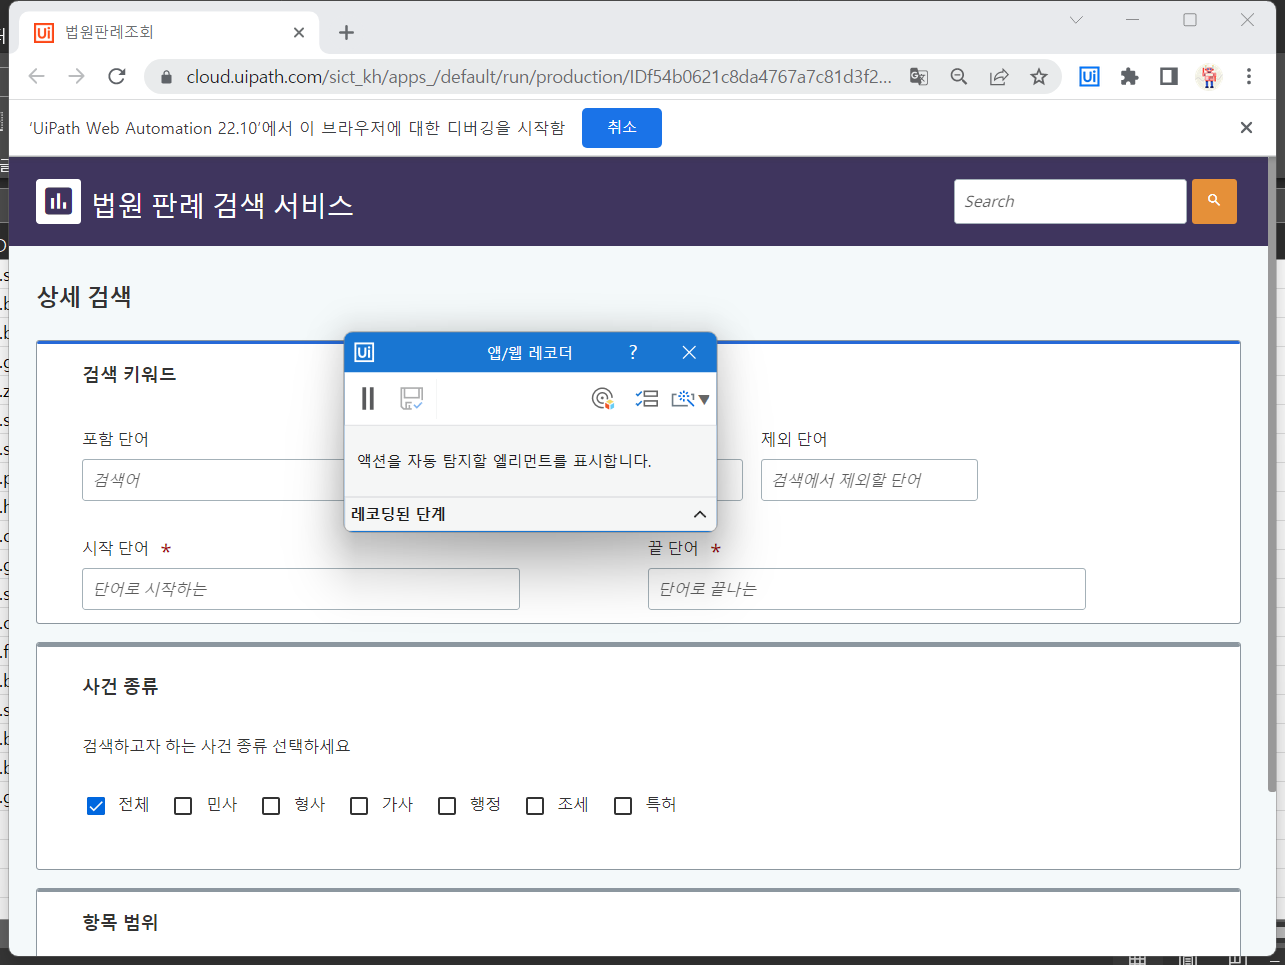 Ui 법원판례조회
cloud.uipath.com/sict_kh/apps_/default/run/production/IDf54b0621c8da4767a7c81d3f2...
'UiPath Web Automation 22.10'에서 이 브라우저에 대한 디버깅을 시작함 취소
법원 판례 검색 서비스
Search
상세 검색
Ui 앱/웹 레코더 ?
액션을 자동 탐지할 엘리먼트를 표시합니다.
레코딩된 단계
검색 키워드
포함 단어
제외 단어
검색어
검색에서 제외할 단어
시작 단어 *
끝 단어 *
단어로 시작하는
단어로 끝나는
사건 종류
검색하고자 하는 사건 종류 선택하세요
전체 민사 형사 가사 행정 조세 특허
항목 범위